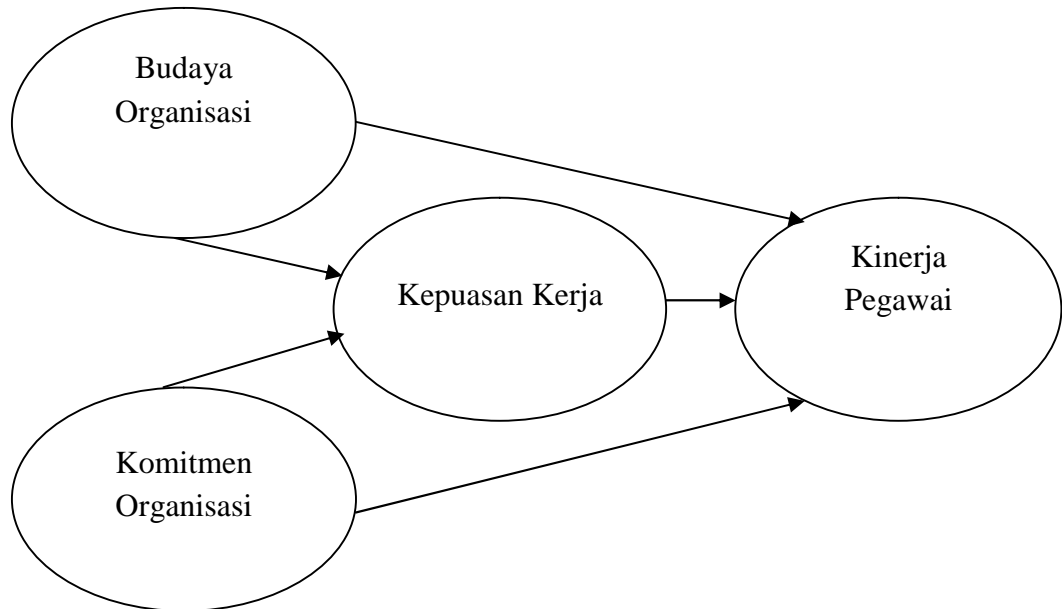 Budaya
Organisasi
Kepuasan Kerja
Kinerja
Pegawai
Komitmen
Organisasi